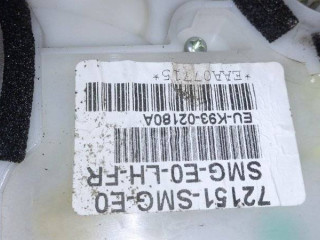 72151-SMG-E0
SMG-E0-LH-FR
EU-K93-02180A
*EAA07715*